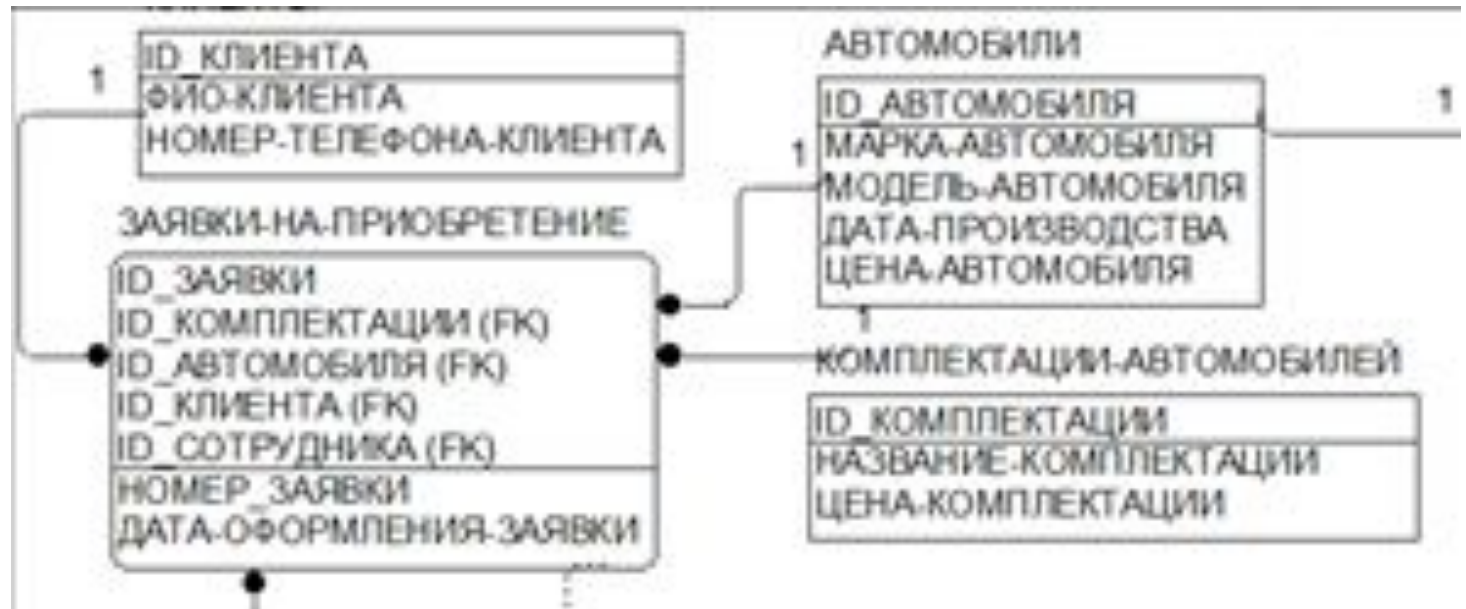 1
ID_КЛИЕНТА
ФИО-КЛИЕНТА
НОМЕР-ТЕЛЕФОНА-КЛИЕНТА
ЗАЯВКИ-НА-ПРИОБРЕТЕНИЕ
ID_ЗАЯВКИ
ID_КОМПЛЕКТАЦИИ (FK)
ID_АВТОМОБИЛЯ (FK)
ID_КЛИЕНТА (FK)
ID_СОТРУДНИКА (FK)
НОМЕР_ЗАЯВКИ
ДАТА-ОФОРМЛЕНИЯ-ЗАЯВКИ
АВТОМОБИЛИ
1
ID_АВТОМОБИЛЯ
1
МАРКА-АВТОМОБИЛЯ
МОДЕЛЬ-АВТОМОБИЛЯ
ДАТА-ПРОИЗВОДСТВА
ЦЕНА-АВТОМОБИЛЯ
1
КОМПЛЕКТАЦИИ-АВТОМОБИЛЕЙ
ID_КОМПЛЕКТАЦИИ
НАЗВАНИЕ-КОМПЛЕКТАЦИИ
ЦЕНА-КОМПЛЕКТАЦИИ